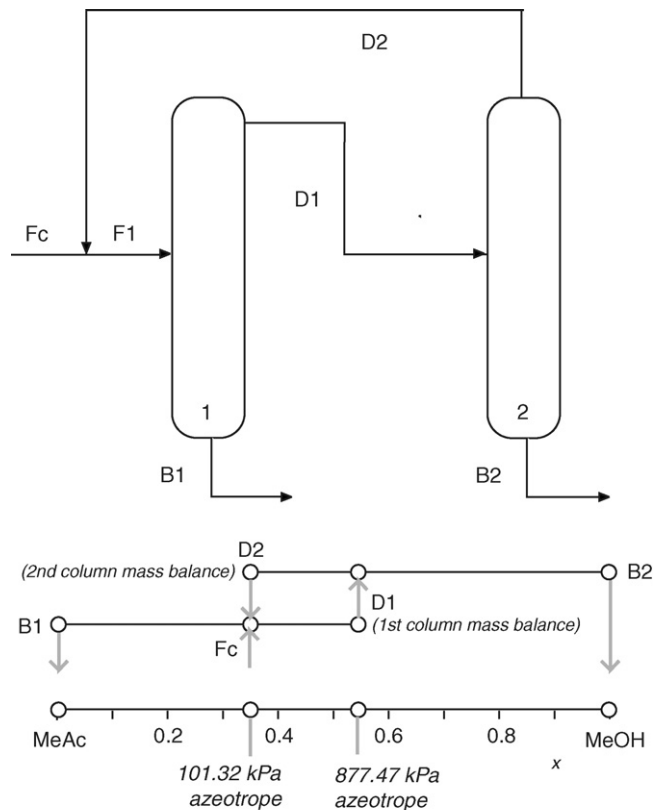 D2
Fc
F1
D1
1
2
B1
B2
D2
(2nd column mass balance)
B2
B1
D1
(1st column mass balance)
Fc
MeAc
0.2
0.4
0.6
0.8
MeOH
x
101.32 kPa
azeotrope
877.47 kPa
azeotrope